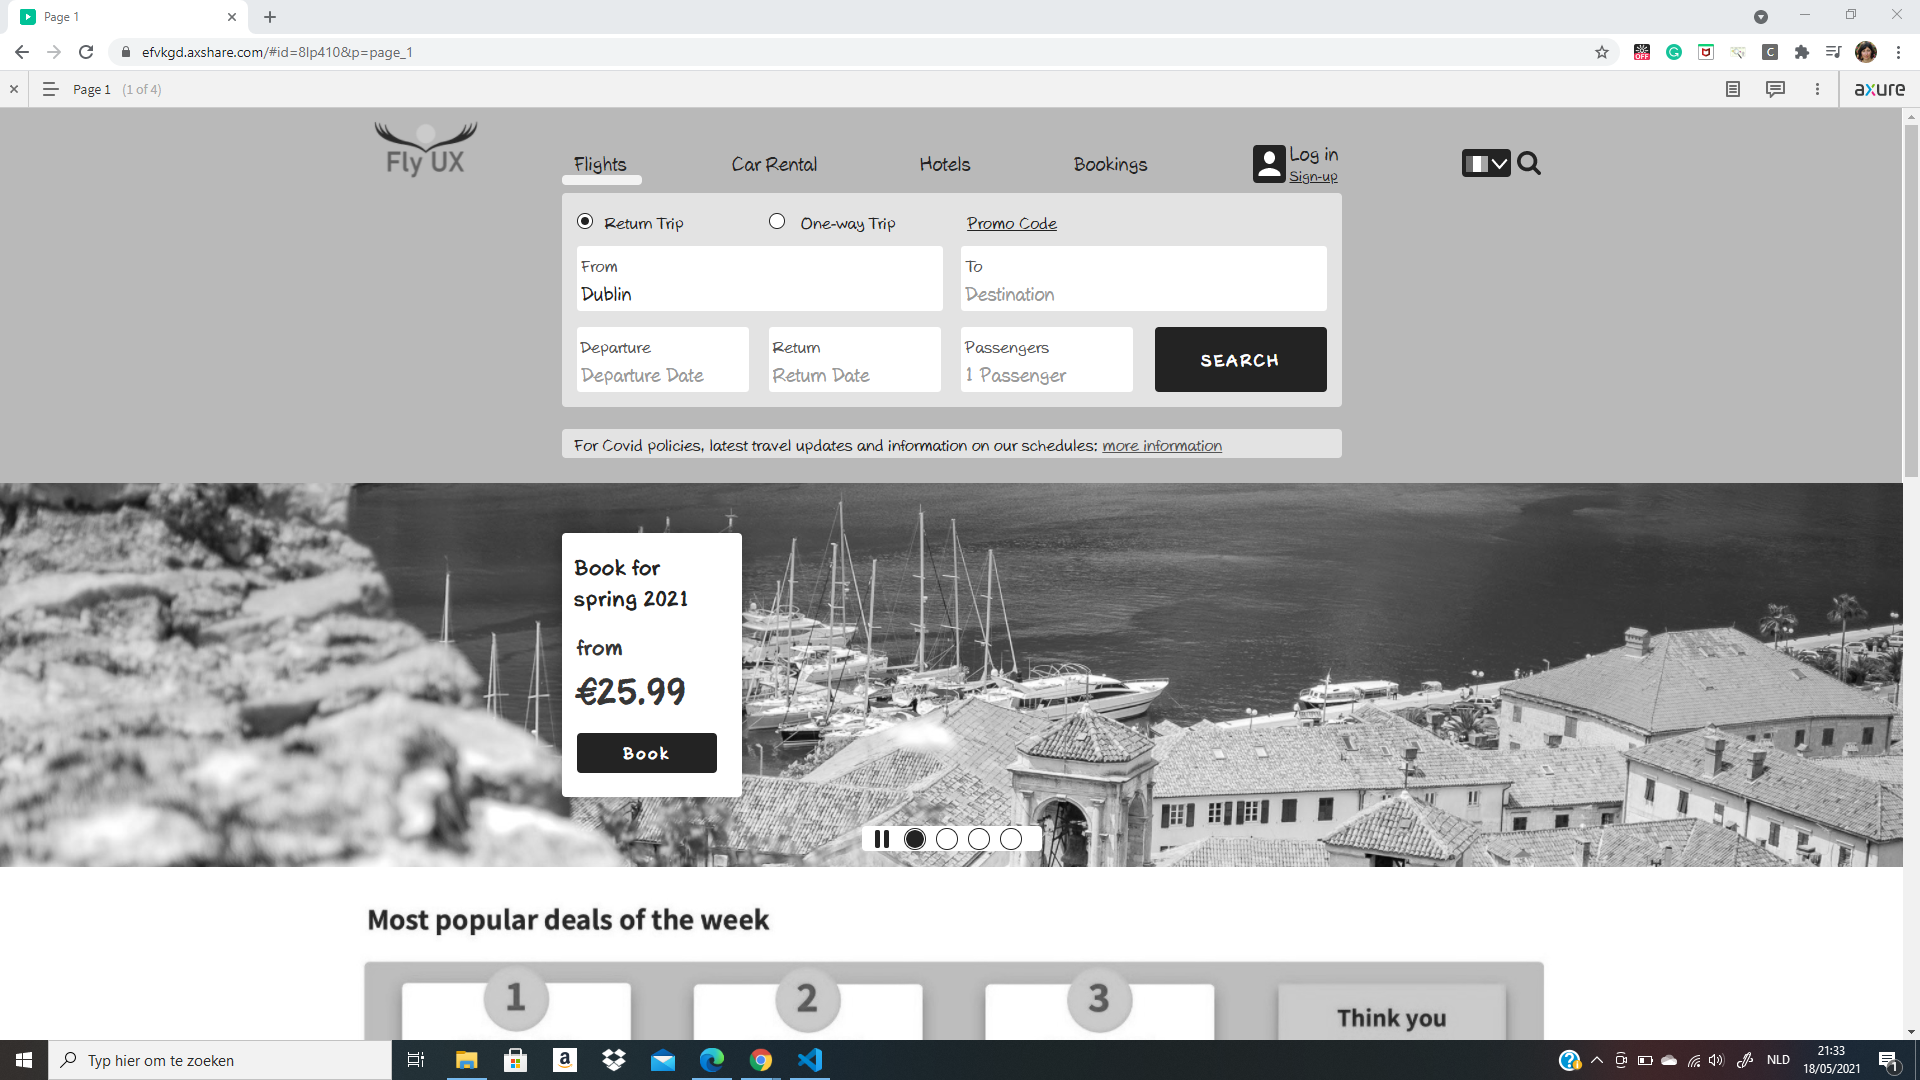 Page 1
efvkgd.axshare.com/#id=8lp410&p=page_1
OFF
C
Page 1 (1 of 4)
axure
Fly UX
Flights
Car Rental
Hotels
Bookings
Log in
Sign-up
Return Trip
One-way Trip
Promo Code
From
Dublin
To
Destination
Departure
Departure Date
Return
Return Date
Passengers
1 Passenger
SEARCH
For Covid policies, latest travel updates and information on our schedules: more information
Book for
spring 2021
from
€25.99
Book
Most popular deals of the week
1
2
3
Think you
Typ hier om te zoeken
NLD
21:33
18/05/2021
1